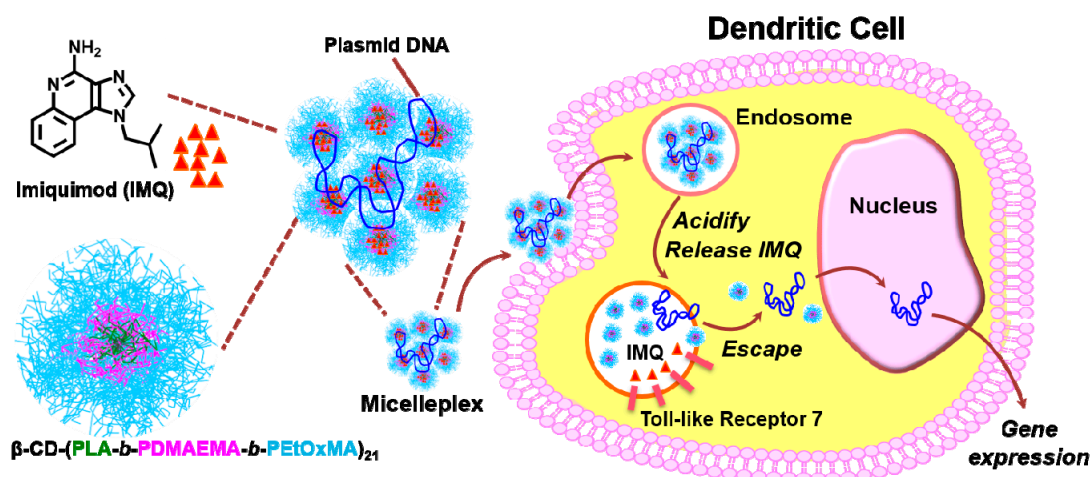 Dendritic Cell
Plasmid DNA
NH₂
N
N
N
Imiquimod (IMQ)
Endosome
Nucleus
Acidify
Release IMQ
IMQ
Escape
Micelleplex
Toll-like Receptor 7
Gene
expression
β-CD-(PLA-b-PDMAEMA-b-PEtOxMA)₂₁